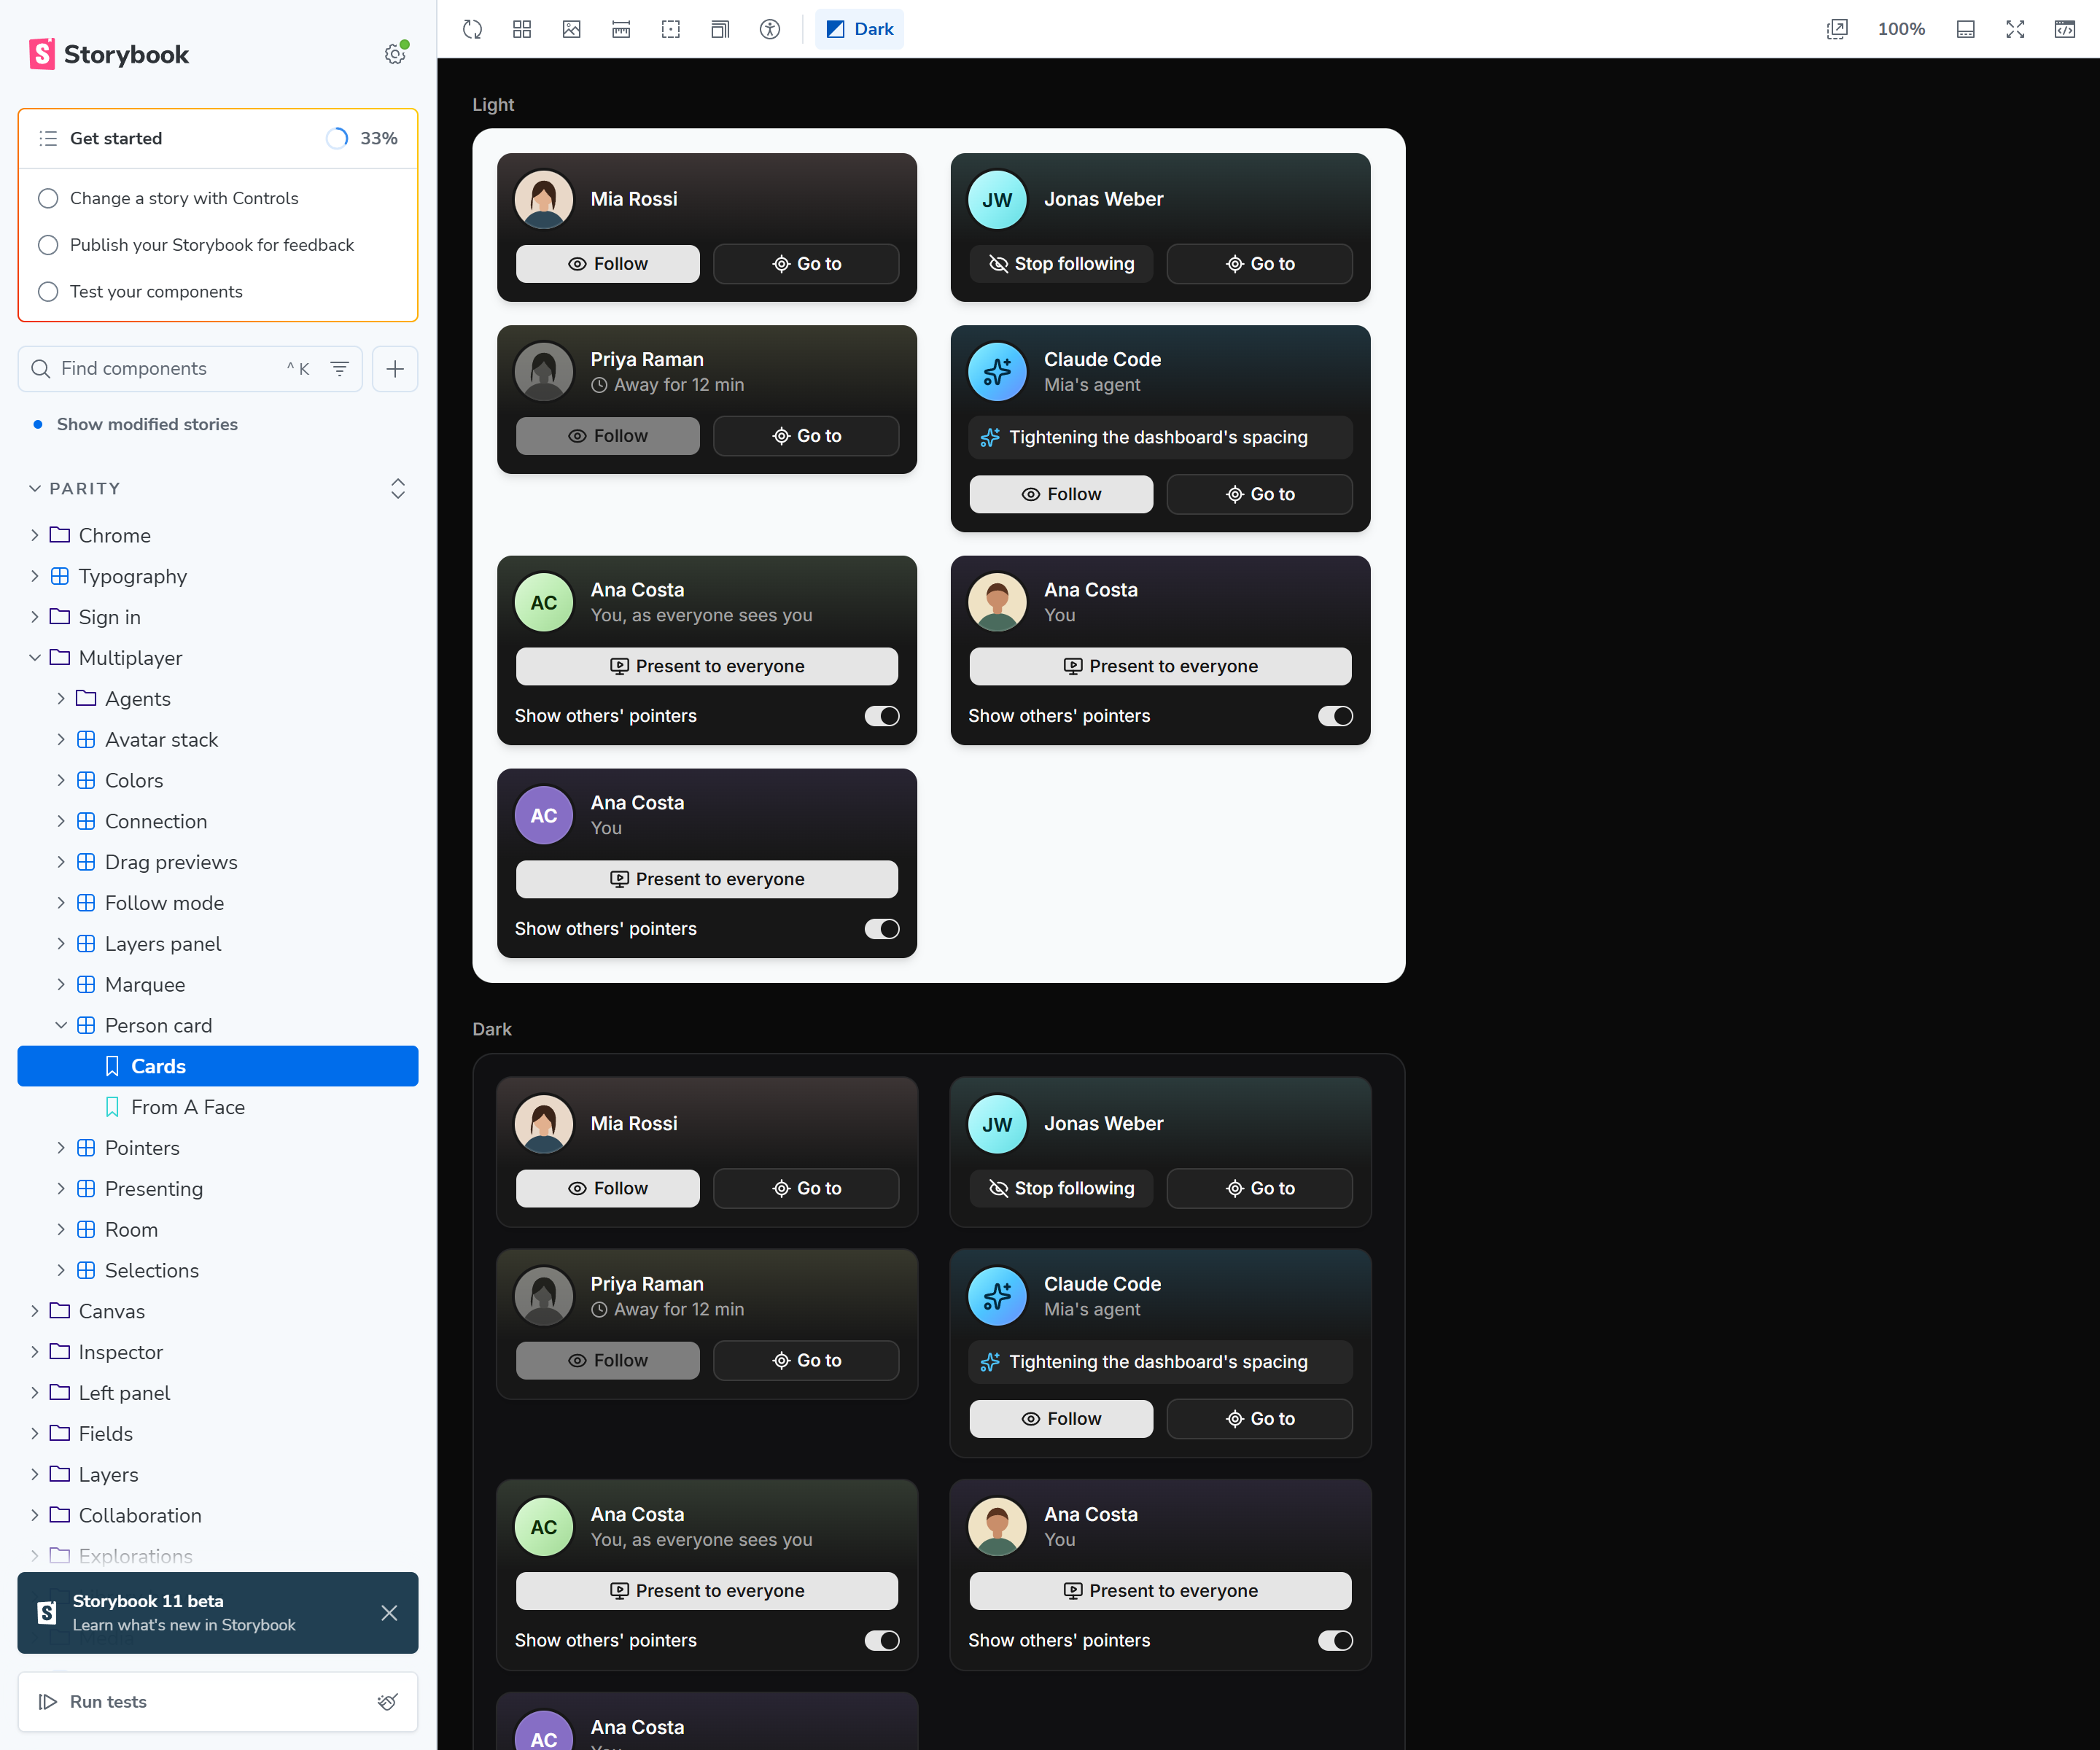 Storybook
Get started
33%
Change a story with Controls
Publish your Storybook for feedback
Test your components
Find components
^ K
Show modified stories
PARITY
Chrome
Typography
Sign in
Multiplayer
Agents
Avatar stack
Colors
Connection
Drag previews
Follow mode
Layers panel
Marquee
Person card
Cards
From A Face
Pointers
Presenting
Room
Selections
Canvas
Inspector
Left panel
Fields
Layers
Collaboration
Explorations
Storybook 11 beta
Learn what's new in Storybook
Run tests
Dark
100%
Light
Mia Rossi
Follow
Go to
JW
Jonas Weber
Stop following
Go to
Priya Raman
Away for 12 min
Follow
Go to
Claude Code
Mia's agent
Tightening the dashboard's spacing
Follow
Go to
AC
Ana Costa
You, as everyone sees you
Present to everyone
Show others' pointers
Ana Costa
You
Present to everyone
Show others' pointers
AC
Ana Costa
You
Present to everyone
Show others' pointers
Dark
Mia Rossi
Follow
Go to
JW
Jonas Weber
Stop following
Go to
Priya Raman
Away for 12 min
Follow
Go to
Claude Code
Mia's agent
Tightening the dashboard's spacing
Follow
Go to
AC
Ana Costa
You, as everyone sees you
Present to everyone
Show others' pointers
Ana Costa
You
Present to everyone
Show others' pointers
AC
Ana Costa